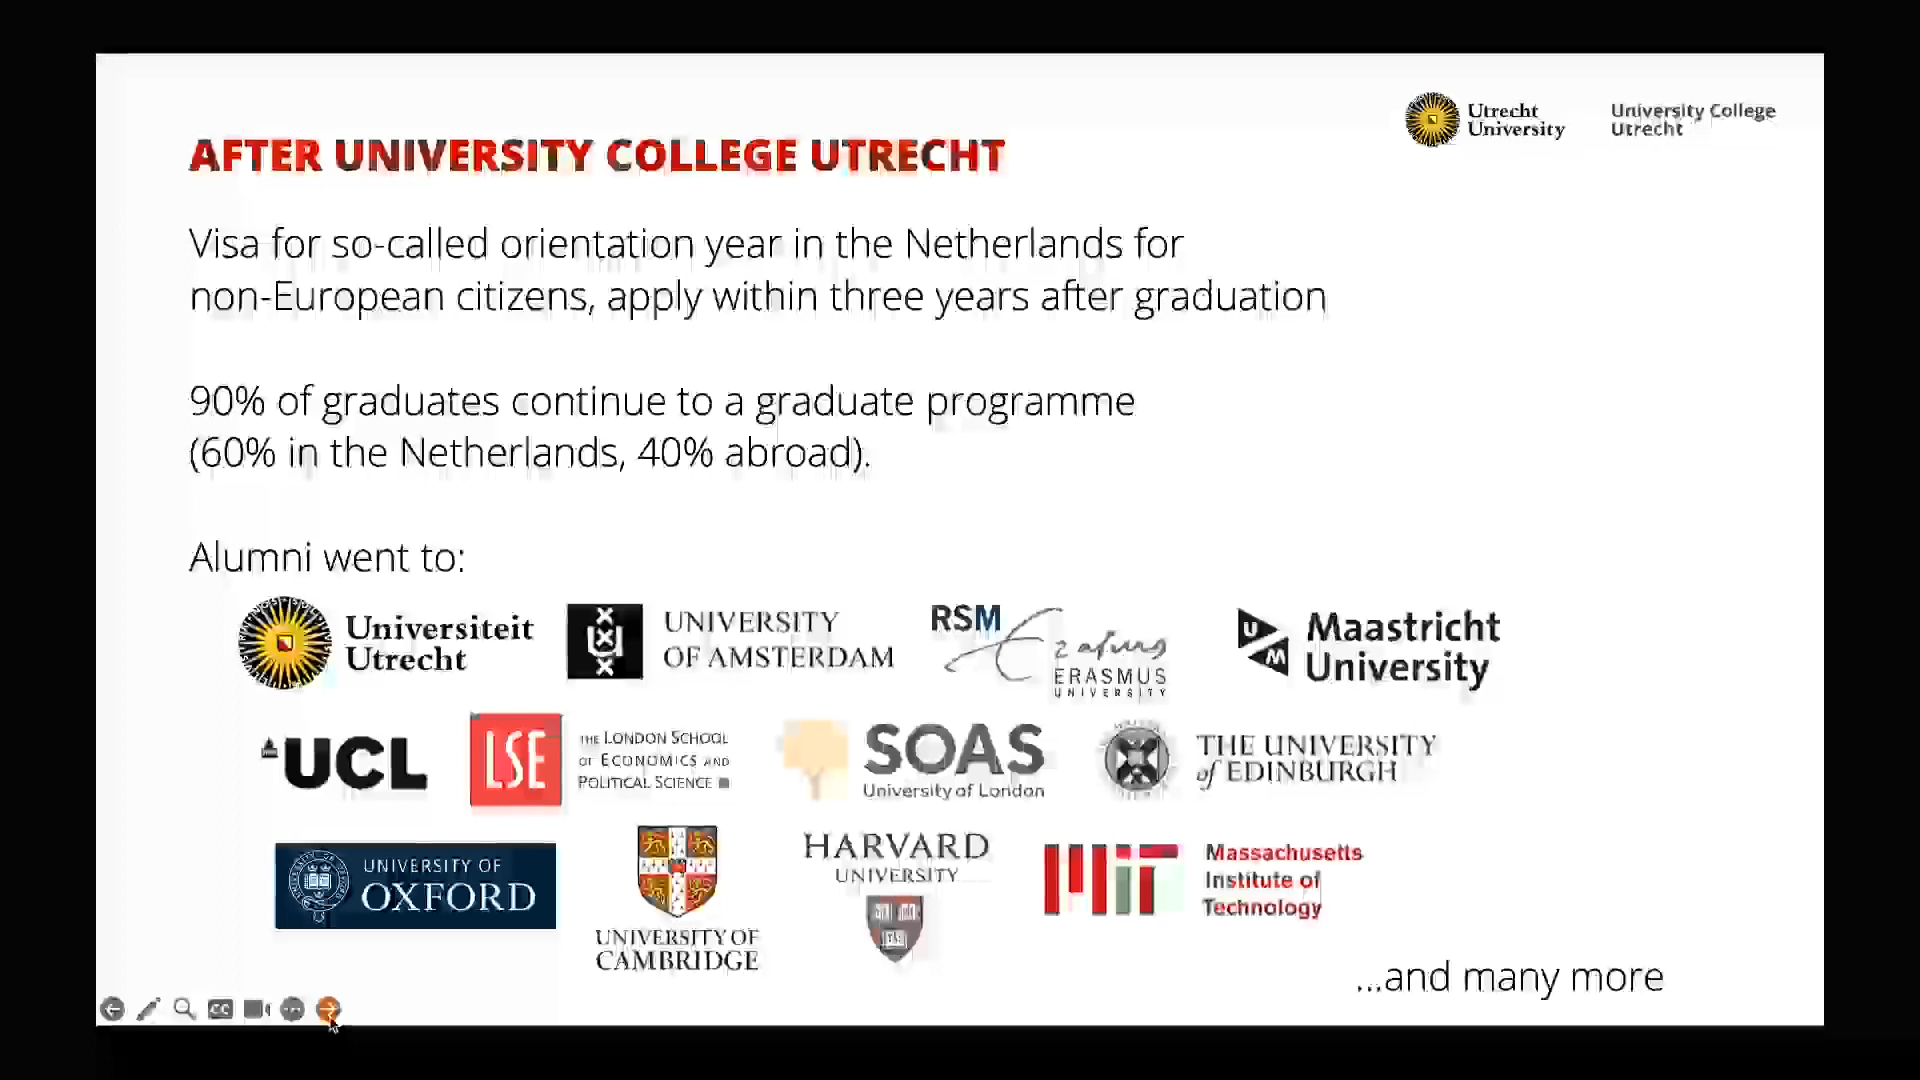 Utrecht
University
University College
Utrecht
AFTER UNIVERSITY COLLEGE UTRECHT
Visa for so-called orientation year in the Netherlands for
non-European citizens, apply within three years after graduation
90% of graduates continue to a graduate programme
(60% in the Netherlands, 40% abroad).
Alumni went to:
Universiteit
Utrecht
UNIVERSITY
OF AMSTERDAM
RSM
Erasmus
ERASMUS
UNIVERSITY
U
M
Maastricht
University
UCL
LSE
THE LONDON SCHOOL
OF ECONOMICS AND
POLITICAL SCIENCE
SOAS
University of London
THE UNIVERSITY
of EDINBURGH
UNIVERSITY OF
OXFORD
UNIVERSITY OF
CAMBRIDGE
HARVARD
UNIVERSITY
MIT
Massachusetts
Institute of
Technology
...and many more
CC